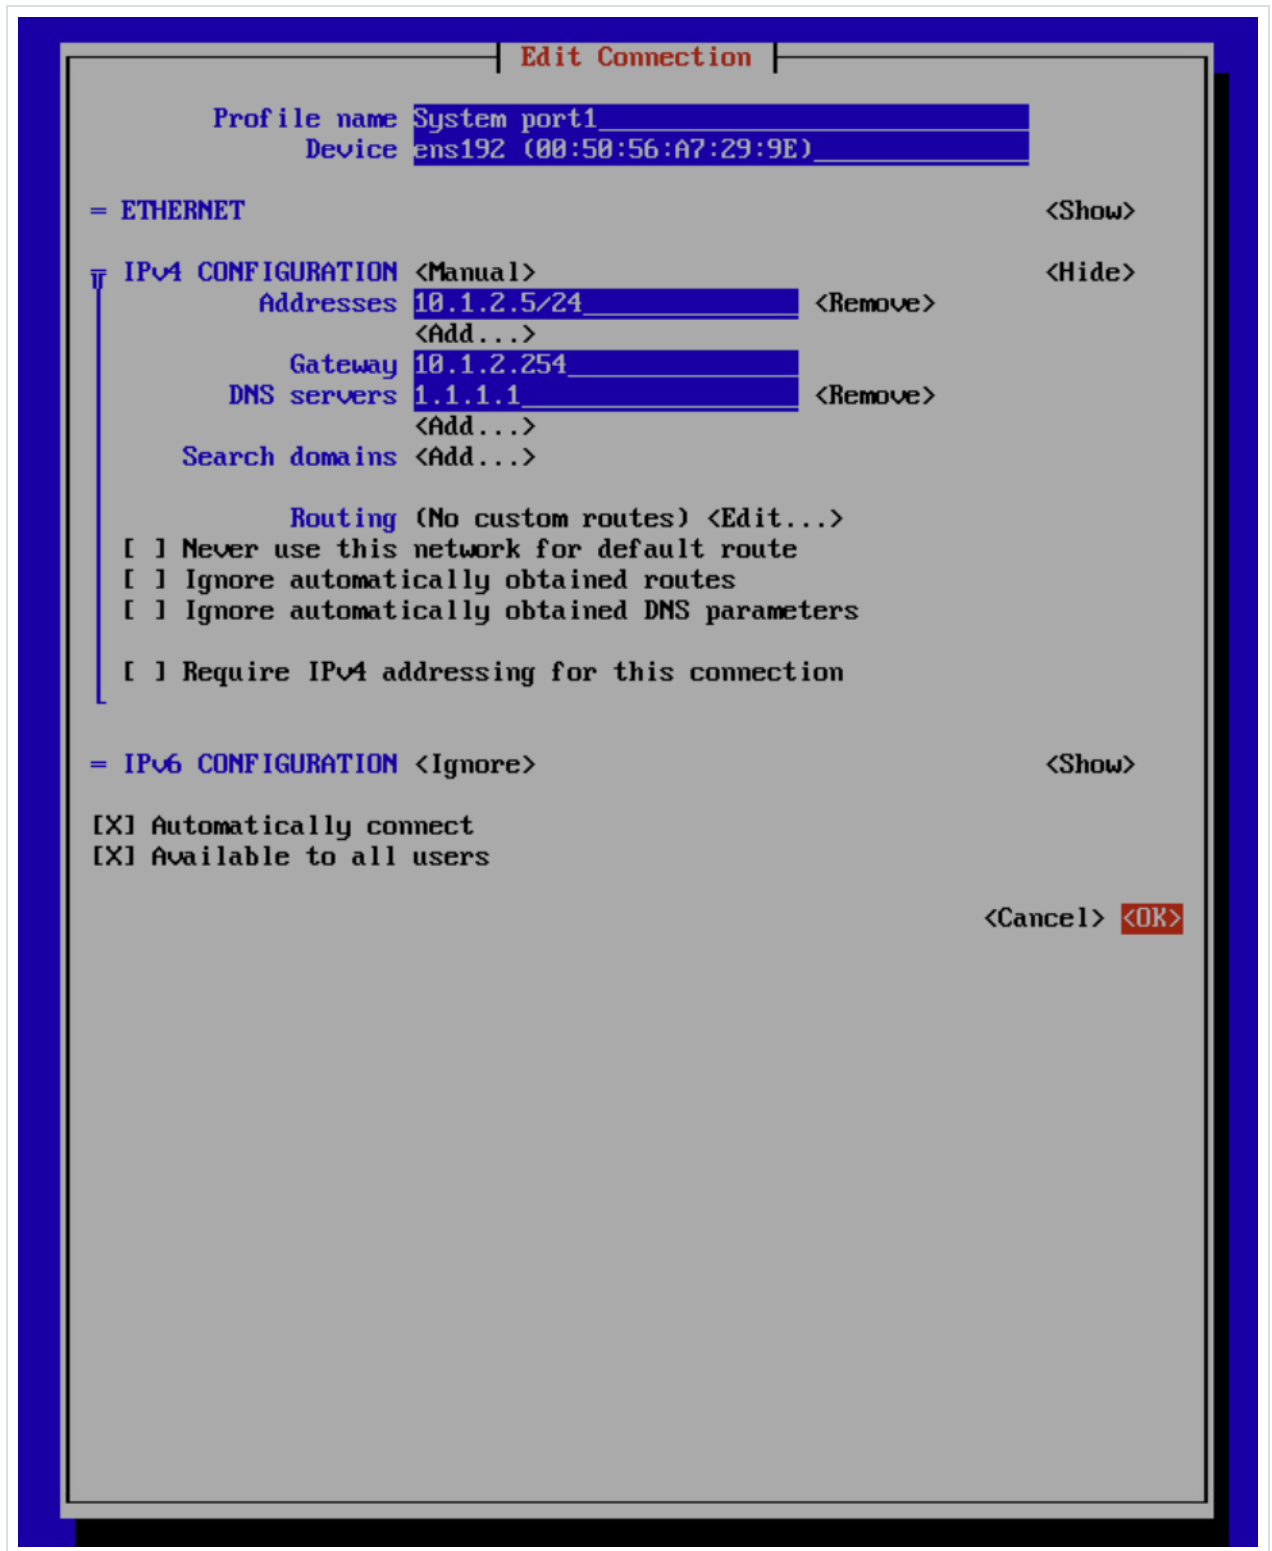 Edit Connection
Profile name System port1
Device ens192 (00:50:56:A7:29:9E)
= ETHERNET <Show>
IPv4 CONFIGURATION <Manual> <Hide>
Addresses 10.1.2.5/24 <Remove>
<Add...>
Gateway 10.1.2.254
DNS servers 1.1.1.1 <Remove>
<Add...>
Search domains <Add...>
Routing (No custom routes) <Edit...>
[ ] Never use this network for default route
[ ] Ignore automatically obtained routes
[ ] Ignore automatically obtained DNS parameters
[ ] Require IPv4 addressing for this connection
= IPv6 CONFIGURATION <Ignore> <Show>
[X] Automatically connect
[X] Available to all users
<Cancel> <OK>